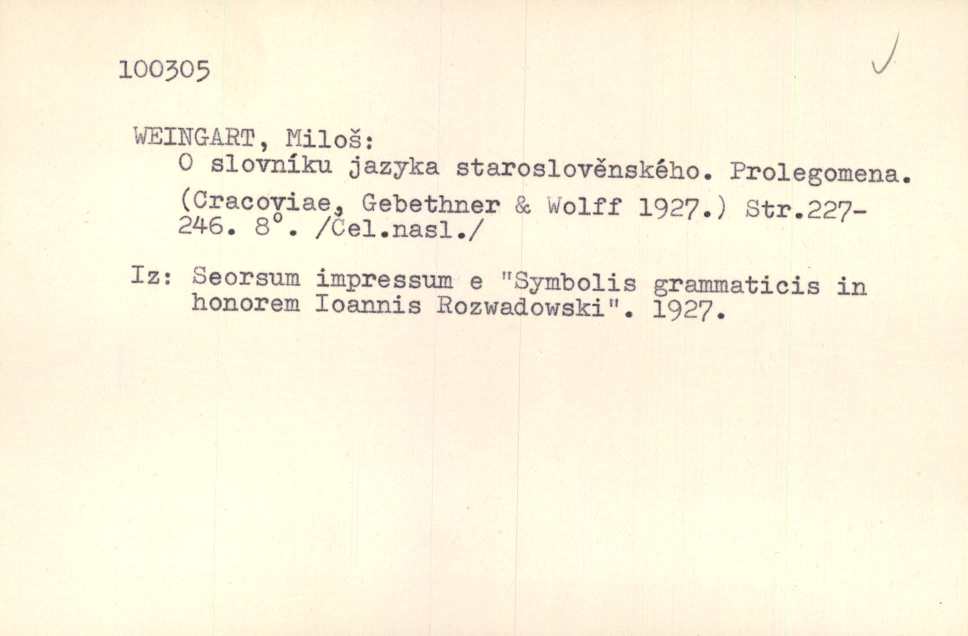 100305
WEINGART, Miloš:
O slovníku jazyka staroslověnského. Prolegomena.
(Cracoviae, Gebethner & Wolff 1927.) Str.227-
246. 8°. /Čel.nasl./
Iz: Seorsum impressum e "Symbolis grammaticis in
honorem Ioannis Rozwadowski". 1927.